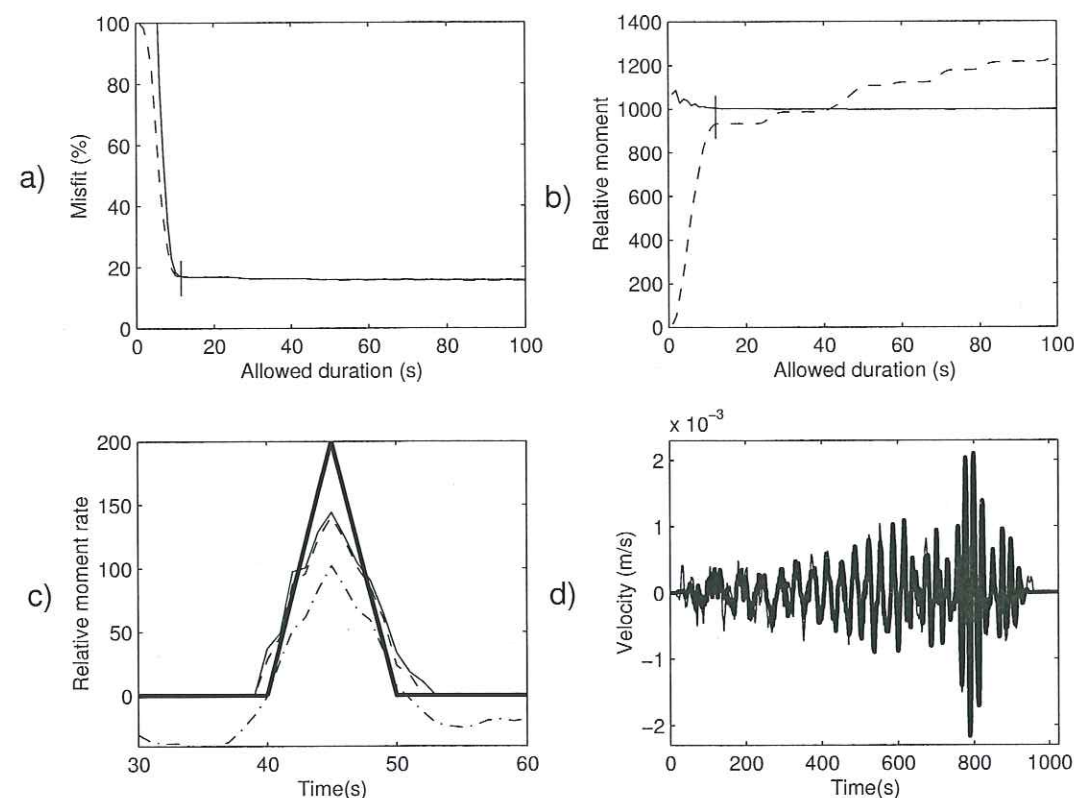 a)
Misfit (%)
100
80
60
40
20
0
0 20 40 60 80 100
Allowed duration (s)
b)
Relative moment
1400
1200
1000
800
600
400
200
0
0 20 40 60 80 100
Allowed duration (s)
c)
Relative moment rate
200
150
100
50
0
30 40 50 60
Time(s)
d)
x 10⁻³
Velocity (m/s)
2
1
0
−1
−2
0 200 400 600 800 1000
Time(s)